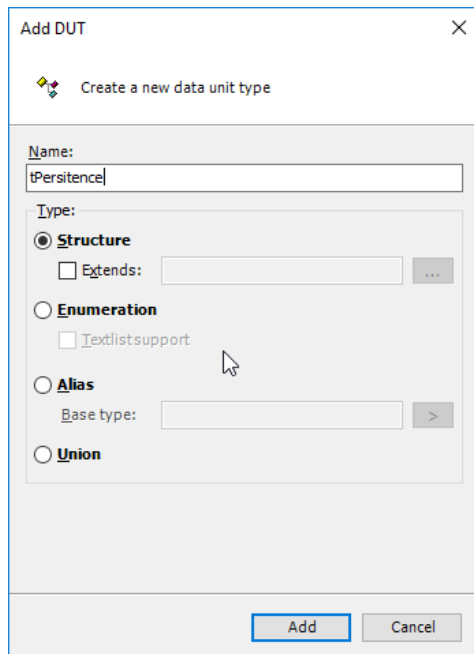 Add DUT
Create a new data unit type
Name:
tPersitence
Type:
Structure
Extends:
...
Enumeration
Textlist support
Alias
Base type:
>
Union
Add
Cancel